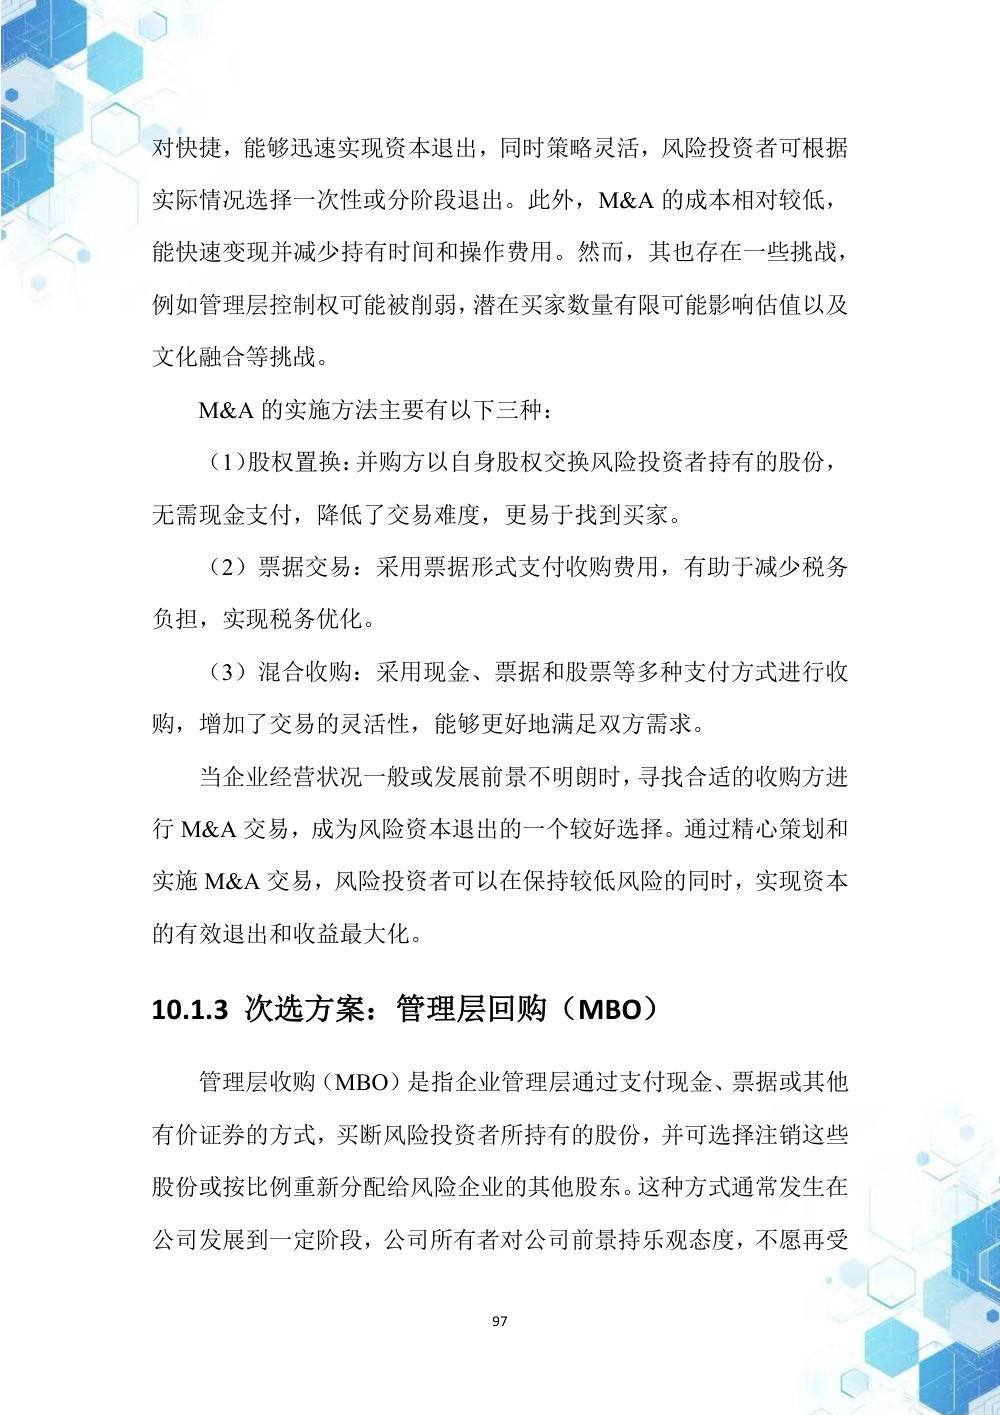 对快捷，能够迅速实现资本退出，同时策略灵活，风险投资者可根据
实际情况选择一次性或分阶段退出。此外，M&A 的成本相对较低，
能快速变现并减少持有时间和操作费用。然而，其也存在一些挑战，
例如管理层控制权可能被削弱，潜在买家数量有限可能影响估值以及
文化融合等挑战。
M&A 的实施方法主要有以下三种：
（1）股权置换：并购方以自身股权交换风险投资者持有的股份，
无需现金支付，降低了交易难度，更易于找到买家。
（2）票据交易：采用票据形式支付收购费用，有助于减少税务
负担，实现税务优化。
（3）混合收购：采用现金、票据和股票等多种支付方式进行收
购，增加了交易的灵活性，能够更好地满足双方需求。
当企业经营状况一般或发展前景不明朗时，寻找合适的收购方进
行 M&A 交易，成为风险资本退出的一个较好选择。通过精心策划和
实施 M&A 交易，风险投资者可以在保持较低风险的同时，实现资本
的有效退出和收益最大化。
10.1.3 次选方案：管理层回购（MBO）
管理层收购（MBO）是指企业管理层通过支付现金、票据或其他
有价证券的方式，买断风险投资者所持有的股份，并可选择注销这些
股份或按比例重新分配给风险企业的其他股东。这种方式通常发生在
公司发展到一定阶段，公司所有者对公司前景持乐观态度，不愿再受
97